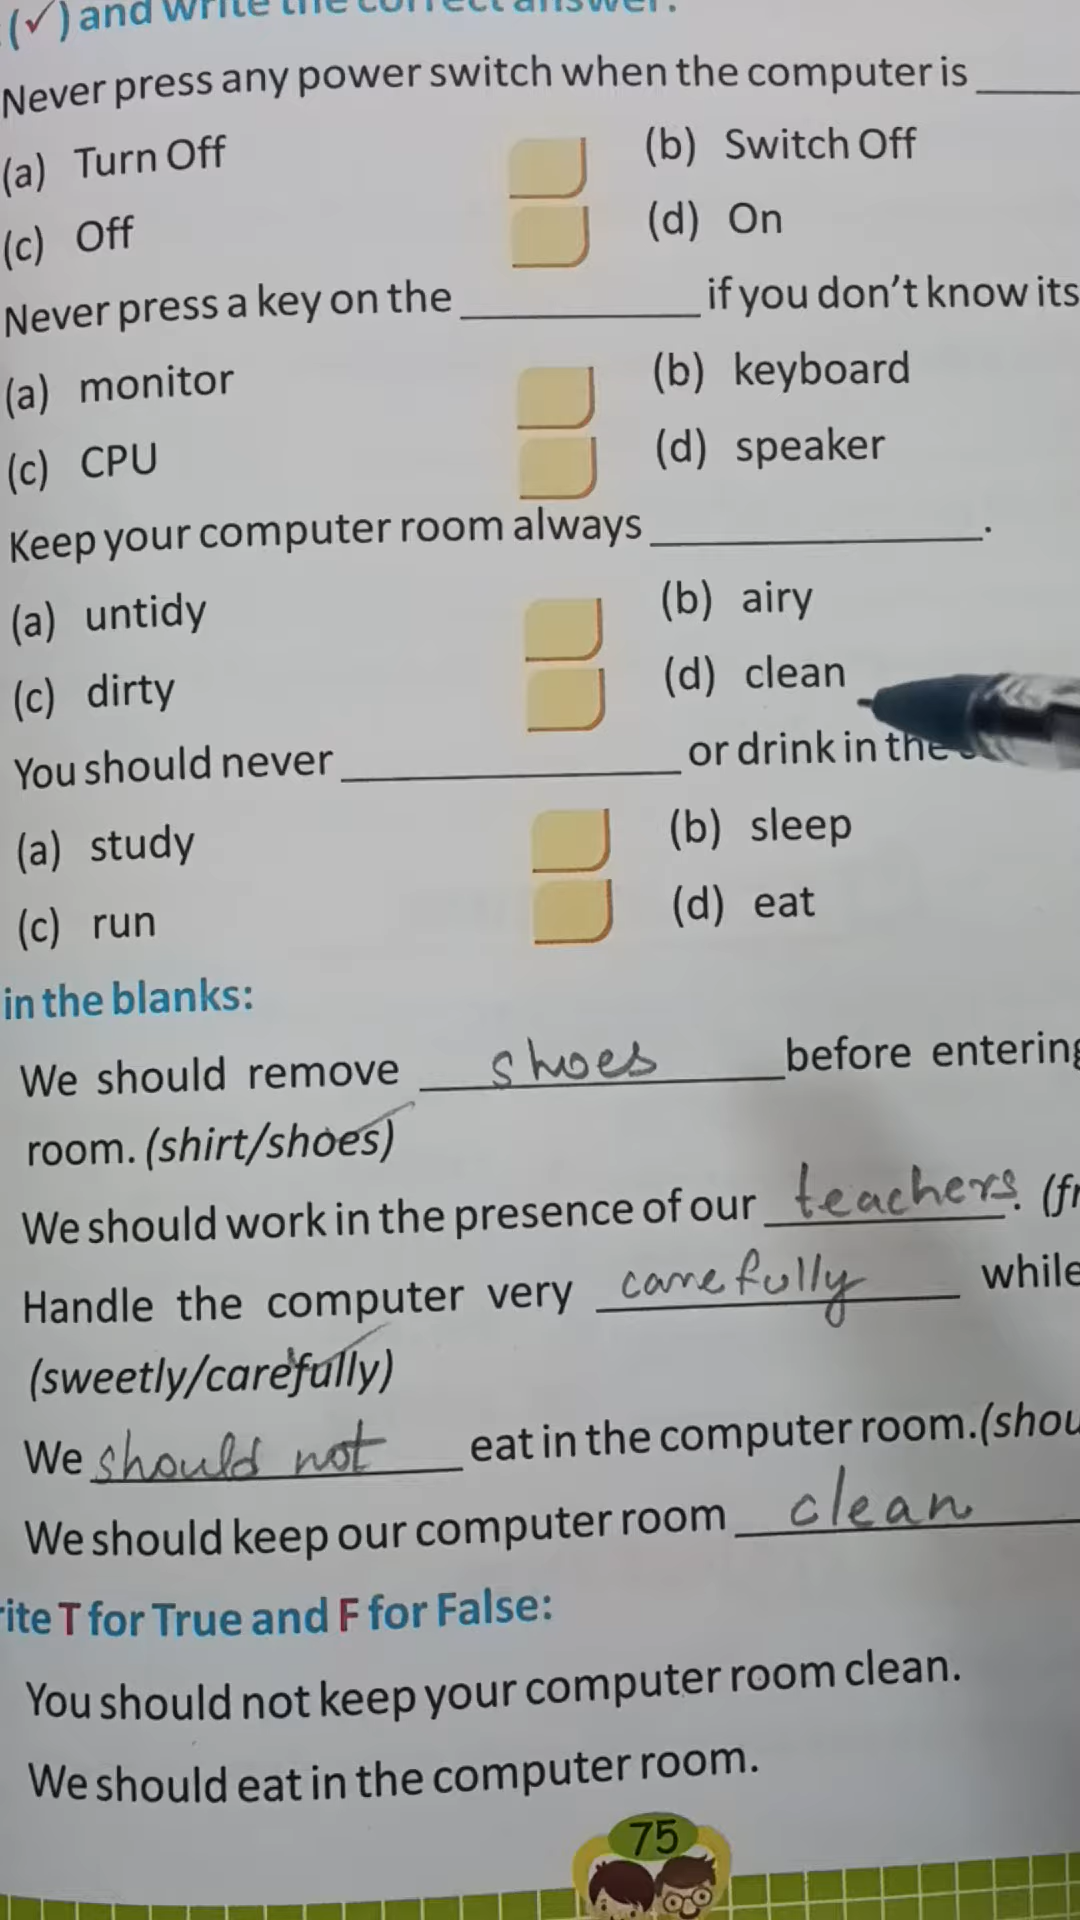 (✓) and write the correct answer.
Never press any power switch when the computer is
(a) Turn Off (b) Switch Off
(c) Off (d) On
Never press a key on the if you don't know its
(a) monitor (b) keyboard
(c) CPU (d) speaker
Keep your computer room always .
(a) untidy (b) airy
(c) dirty (d) clean
You should never or drink in the
(a) study (b) sleep
(c) run (d) eat
in the blanks:
We should remove shoes before entering
room. (shirt/shoes)
We should work in the presence of our teachers. (fr
Handle the computer very carefully while
(sweetly/carefully)
We should not eat in the computer room.(shou
We should keep our computer room clean
rite T for True and F for False:
You should not keep your computer room clean.
We should eat in the computer room.
75